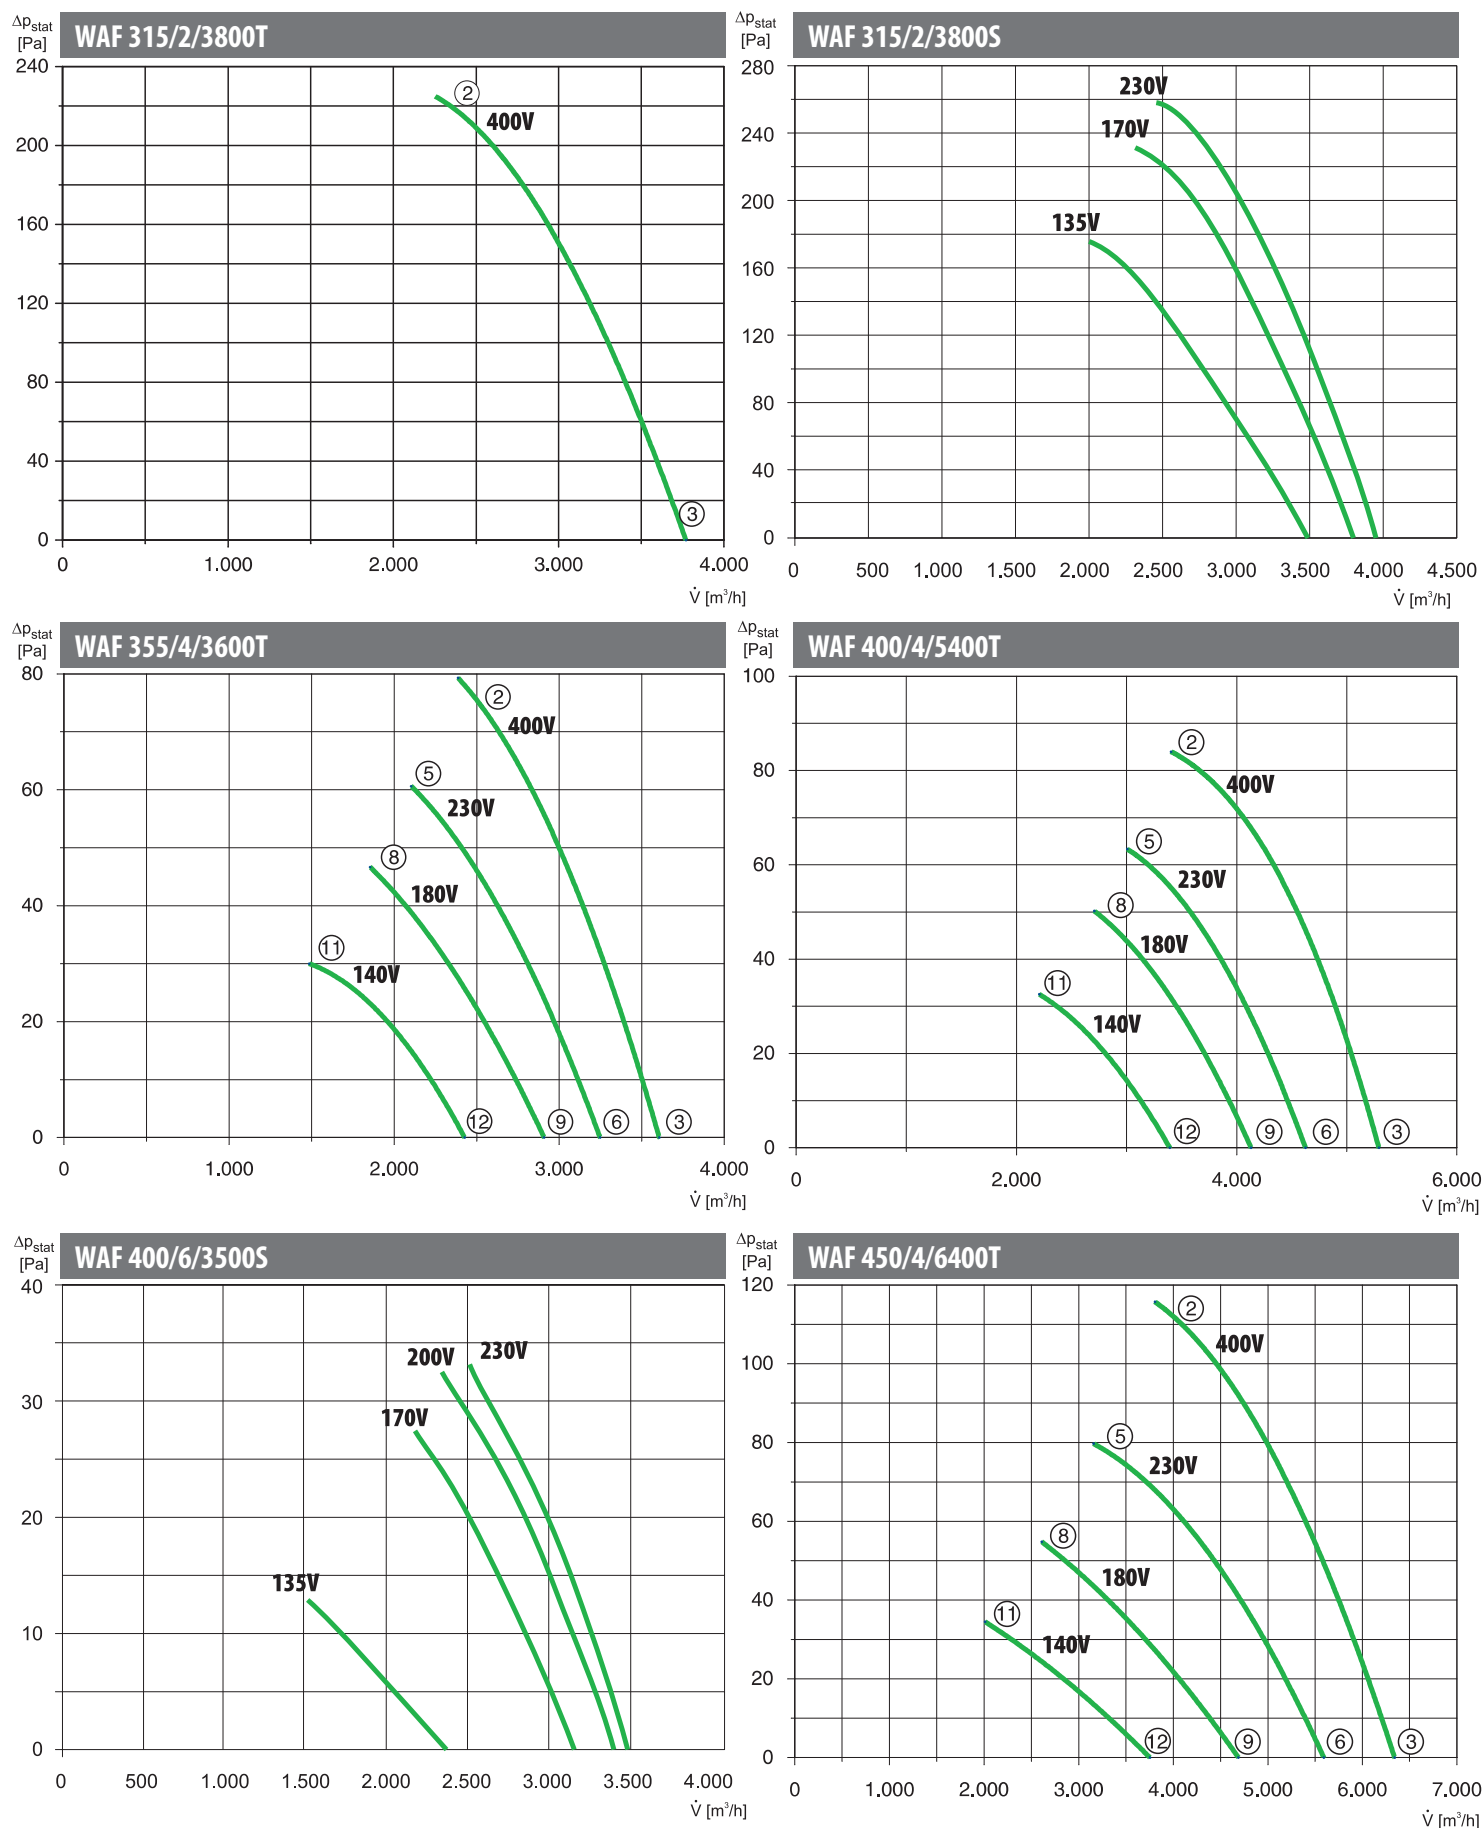 Δpstat
[Pa]
WAF 315/2/3800T
240
200
160
120
80
40
0
②
400V
③
0 1.000 2.000 3.000 4.000
V̇ [m³/h]
Δpstat
[Pa]
WAF 315/2/3800S
280
240
200
160
120
80
40
0
230V
170V
135V
0 500 1.000 1.500 2.000 2.500 3.000 3.500 4.000 4.500
V̇ [m³/h]
Δpstat
[Pa]
WAF 355/4/3600T
80
60
40
20
0
②
400V
⑤
230V
⑧
180V
⑪
140V
⑫ ⑨ ⑥ ③
0 1.000 2.000 3.000 4.000
V̇ [m³/h]
Δpstat
[Pa]
WAF 400/4/5400T
100
80
60
40
20
0
②
400V
⑤
230V
⑧
180V
⑪
140V
⑫ ⑨ ⑥ ③
0 2.000 4.000 6.000
V̇ [m³/h]
Δpstat
[Pa]
WAF 400/6/3500S
40
30
20
10
0
200V 230V
170V
135V
0 500 1.000 1.500 2.000 2.500 3.000 3.500 4.000
V̇ [m³/h]
Δpstat
[Pa]
WAF 450/4/6400T
120
100
80
60
40
20
0
②
400V
⑤
230V
⑧
180V
⑪
140V
⑫ ⑨ ⑥ ③
0 1.000 2.000 3.000 4.000 5.000 6.000 7.000
V̇ [m³/h]